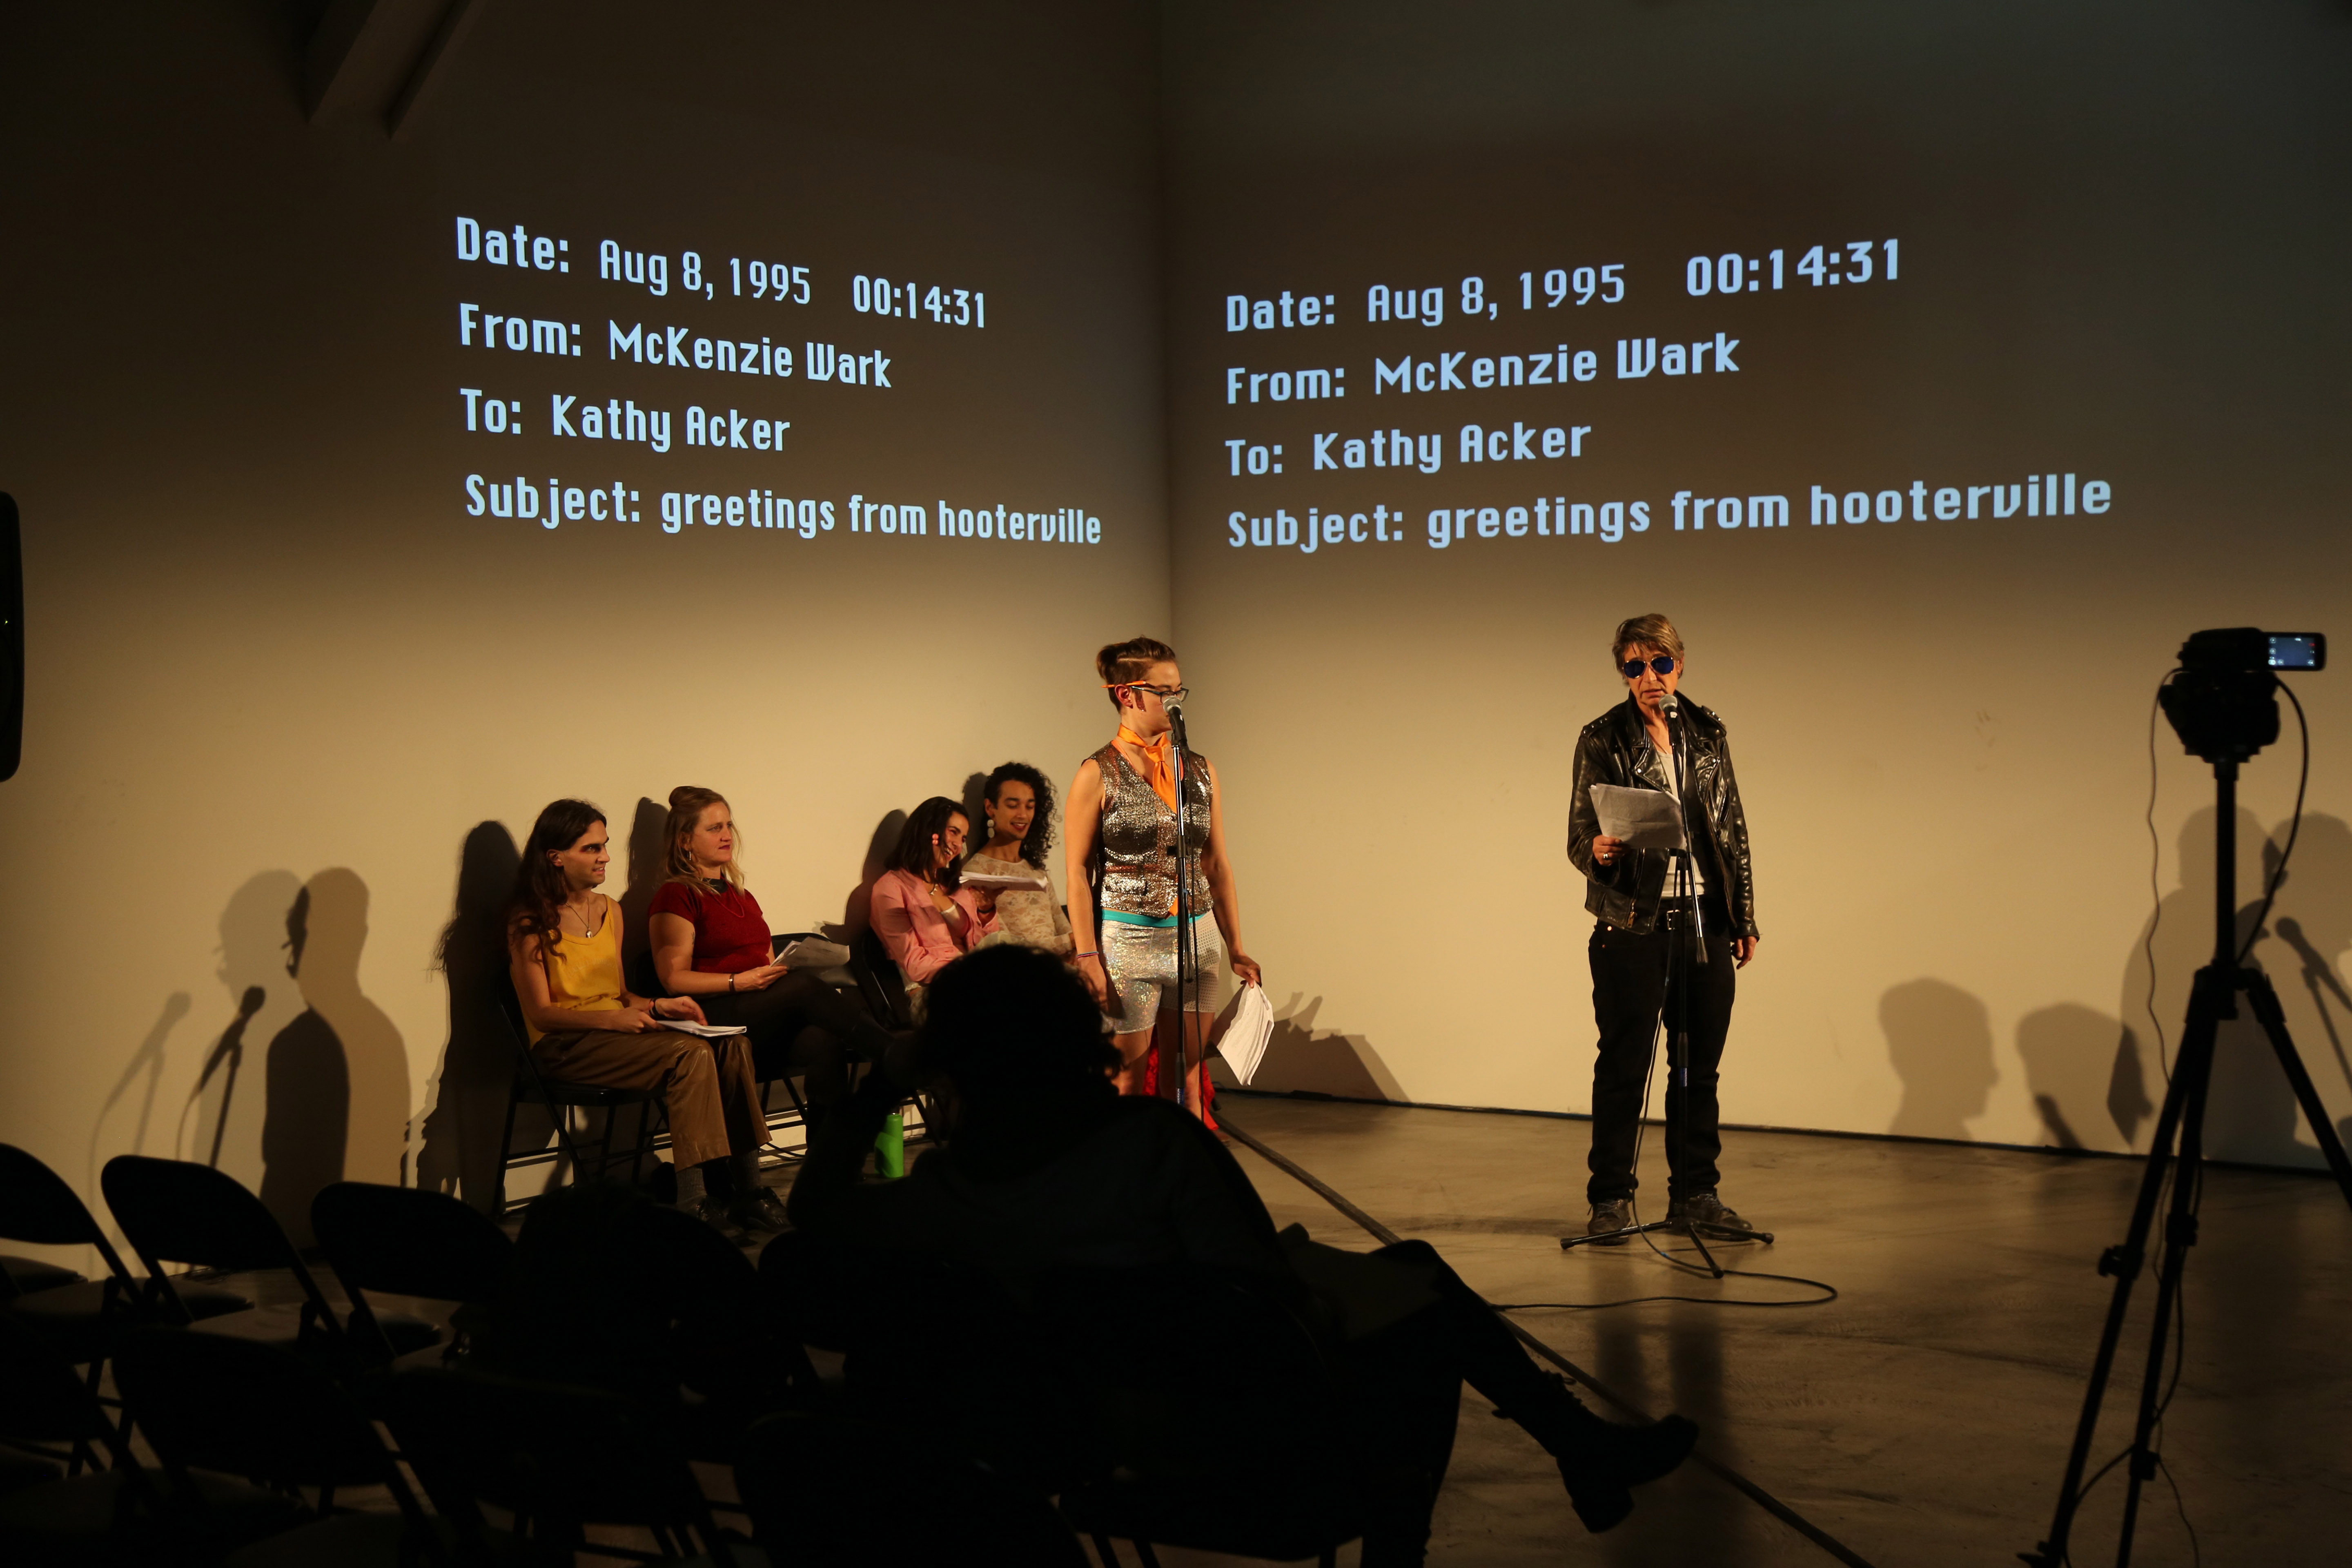 Date: Aug 8, 1995 00:14:31
From: McKenzie Wark
To: Kathy Acker
Subject: greetings from hooterville
Date: Aug 8, 1995 00:14:31
From: McKenzie Wark
To: Kathy Acker
Subject: greetings from hooterville